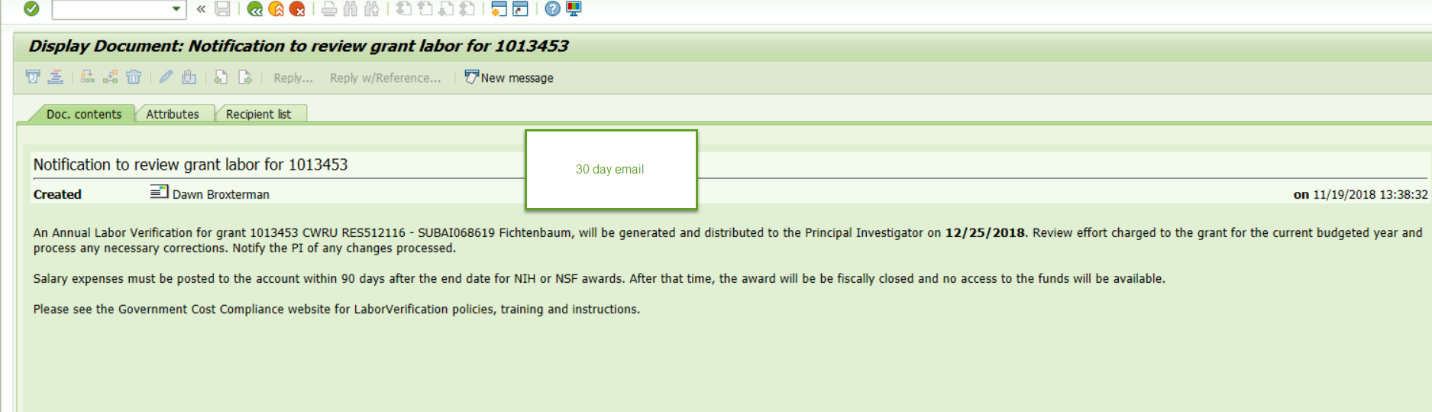 Display Document: Notification to review grant labor for 1013453
Reply... Reply w/Reference... New message
Doc. contents Attributes Recipient list
30 day email
Notification to review grant labor for 1013453
Created Dawn Broxterman on 11/19/2018 13:38:32
An Annual Labor Verification for grant 1013453 CWRU RES512116 - SUBAI068619 Fichtenbaum, will be generated and distributed to the Principal Investigator on 12/25/2018. Review effort charged to the grant for the current budgeted year and
process any necessary corrections. Notify the PI of any changes processed.
Salary expenses must be posted to the account within 90 days after the end date for NIH or NSF awards. After that time, the award will be be fiscally closed and no access to the funds will be available.
Please see the Government Cost Compliance website for LaborVerification policies, training and instructions.